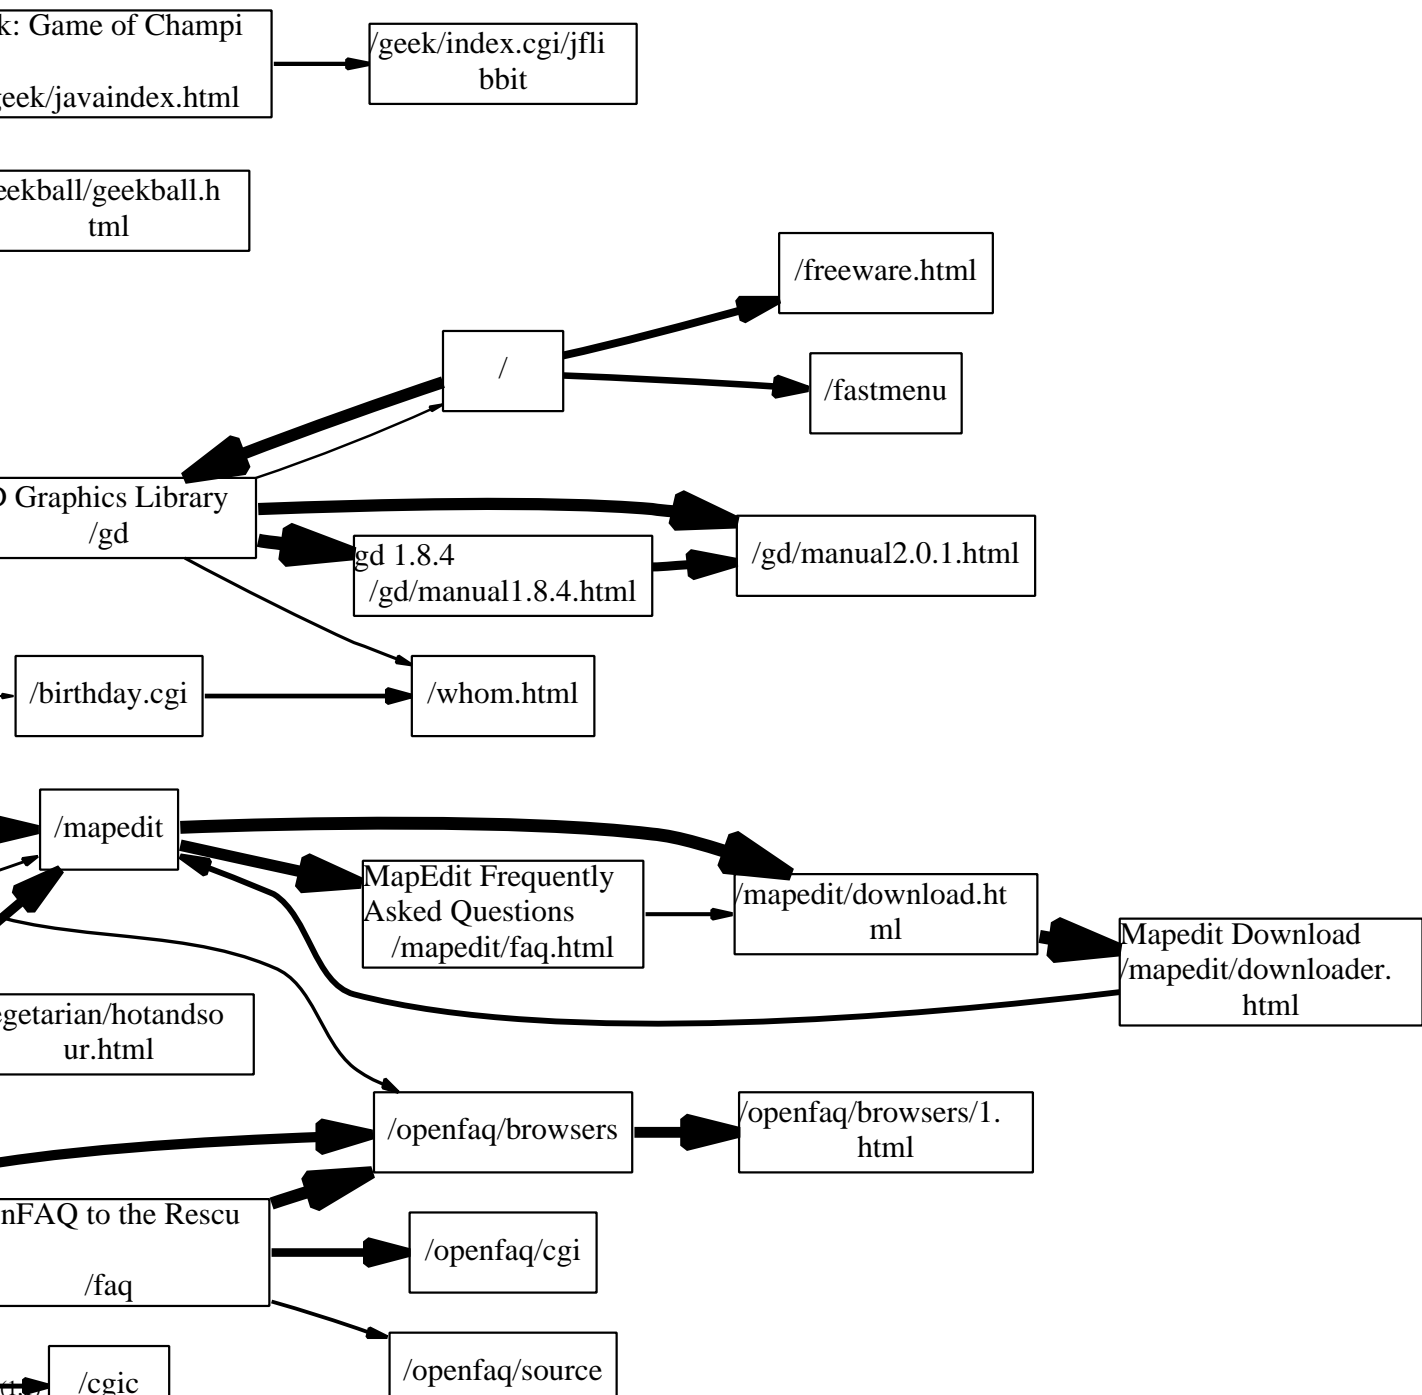 k: Game of Champi
geek/javaindex.html
/geek/index.cgi/jfli
bbit
eekball/geekball.h
tml
/freeware.html
/
/fastmenu
D Graphics Library
/gd
gd 1.8.4
/gd/manual1.8.4.html
/gd/manual2.0.1.html
/birthday.cgi
/whom.html
/mapedit
MapEdit Frequently
Asked Questions
/mapedit/faq.html
/mapedit/download.ht
ml
Mapedit Download
/mapedit/downloader.
html
egetarian/hotandso
ur.html
/openfaq/browsers
/openfaq/browsers/1.
html
nFAQ to the Rescu
/faq
/openfaq/cgi
/openfaq/source
/cgic